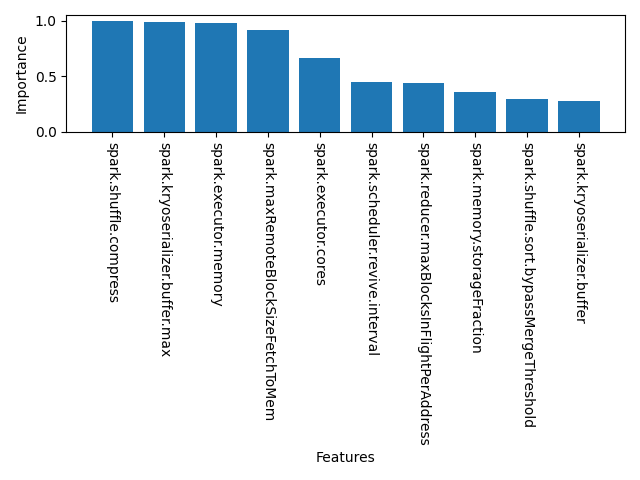 Importance
1.0
0.5
0.0
spark.shuffle.compress
spark.kryoserializer.buffer.max
spark.executor.memory
spark.maxRemoteBlockSizeFetchToMem
spark.executor.cores
spark.scheduler.revive.interval
spark.reducer.maxBlocksInFlightPerAddress
spark.memory.storageFraction
spark.shuffle.sort.bypassMergeThreshold
spark.kryoserializer.buffer
Features